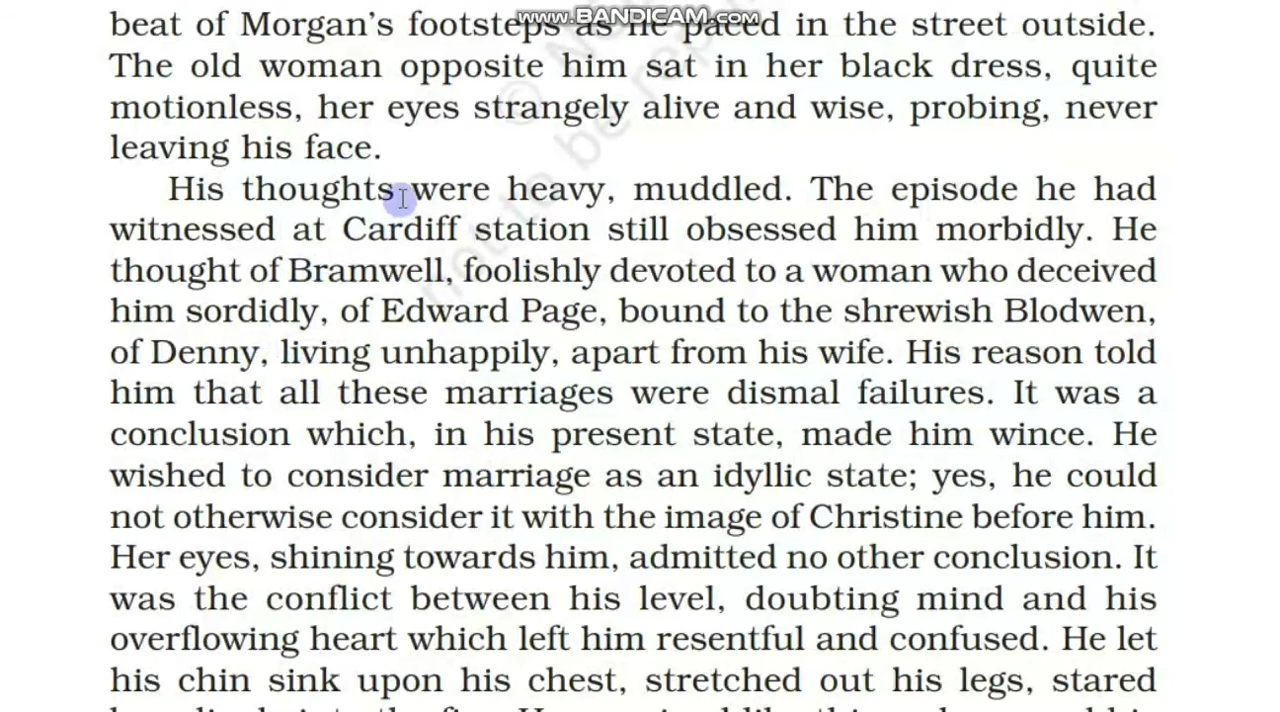 www.BANDICAM.com
beat of Morgan's footsteps as he paced in the street outside.
The old woman opposite him sat in her black dress, quite
motionless, her eyes strangely alive and wise, probing, never
leaving his face.
His thoughts were heavy, muddled. The episode he had
witnessed at Cardiff station still obsessed him morbidly. He
thought of Bramwell, foolishly devoted to a woman who deceived
him sordidly, of Edward Page, bound to the shrewish Blodwen,
of Denny, living unhappily, apart from his wife. His reason told
him that all these marriages were dismal failures. It was a
conclusion which, in his present state, made him wince. He
wished to consider marriage as an idyllic state; yes, he could
not otherwise consider it with the image of Christine before him.
Her eyes, shining towards him, admitted no other conclusion. It
was the conflict between his level, doubting mind and his
overflowing heart which left him resentful and confused. He let
his chin sink upon his chest, stretched out his legs, stared
not to be rep